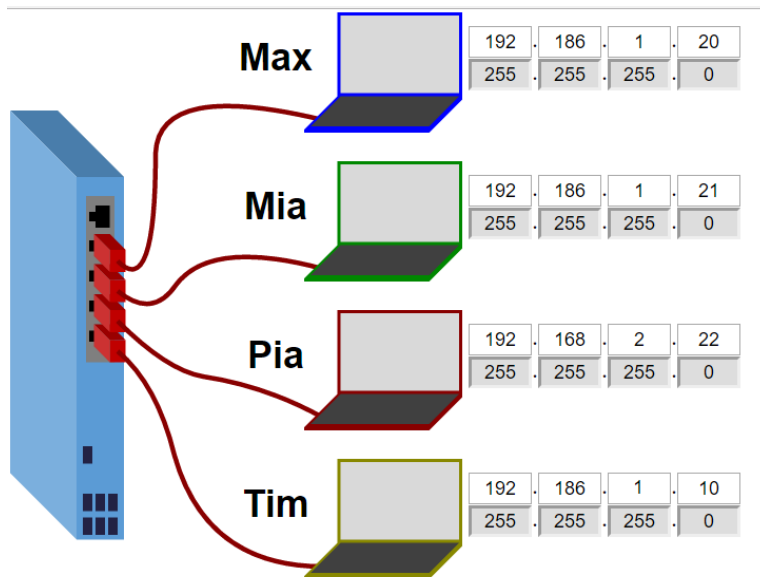 Max
192 . 186 . 1 . 20
255 . 255 . 255 . 0
Mia
192 . 186 . 1 . 21
255 . 255 . 255 . 0
Pia
192 . 168 . 2 . 22
255 . 255 . 255 . 0
Tim
192 . 186 . 1 . 10
255 . 255 . 255 . 0